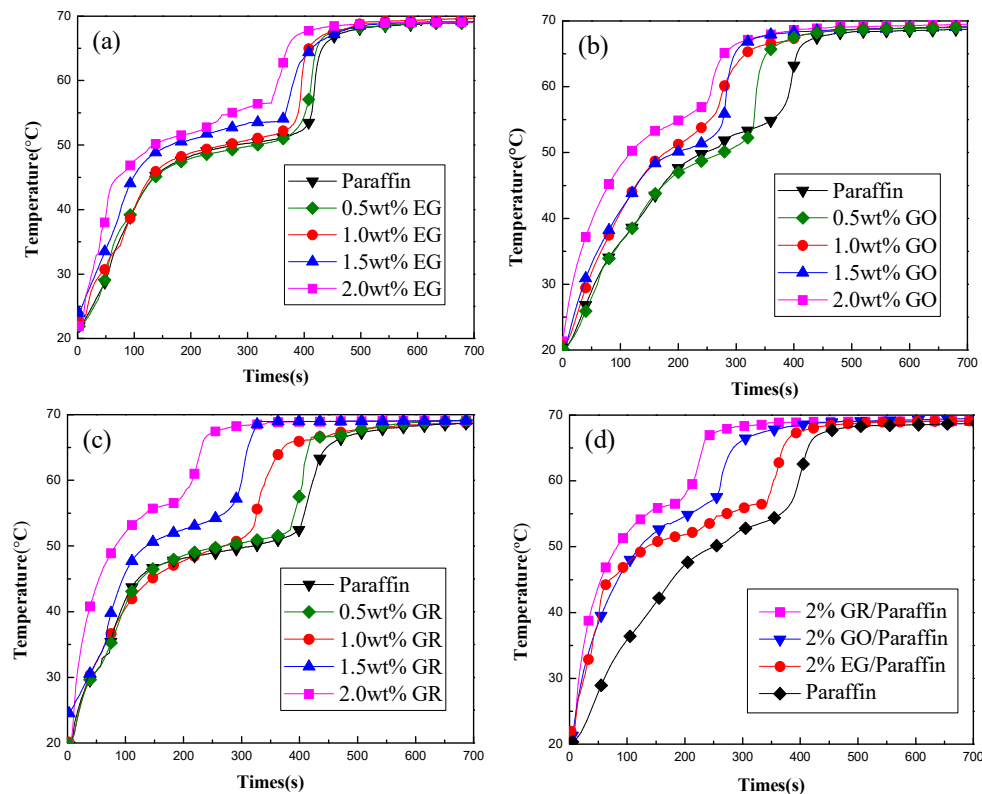 (a)
Temperature(°C)
70
60
50
40
30
20
0 100 200 300 400 500 600 700
Times(s)
Paraffin
0.5wt% EG
1.0wt% EG
1.5wt% EG
2.0wt% EG
(b)
Temperature(°C)
70
60
50
40
30
20
0 100 200 300 400 500 600 700
Times(s)
Paraffin
0.5wt% GO
1.0wt% GO
1.5wt% GO
2.0wt% GO
(c)
Temperature(°C)
70
60
50
40
30
20
0 100 200 300 400 500 600 700
Times(s)
Paraffin
0.5wt% GR
1.0wt% GR
1.5wt% GR
2.0wt% GR
(d)
Temperature(°C)
70
60
50
40
30
20
0 100 200 300 400 500 600 700
Times(s)
2% GR/Paraffin
2% GO/Paraffin
2% EG/Paraffin
Paraffin